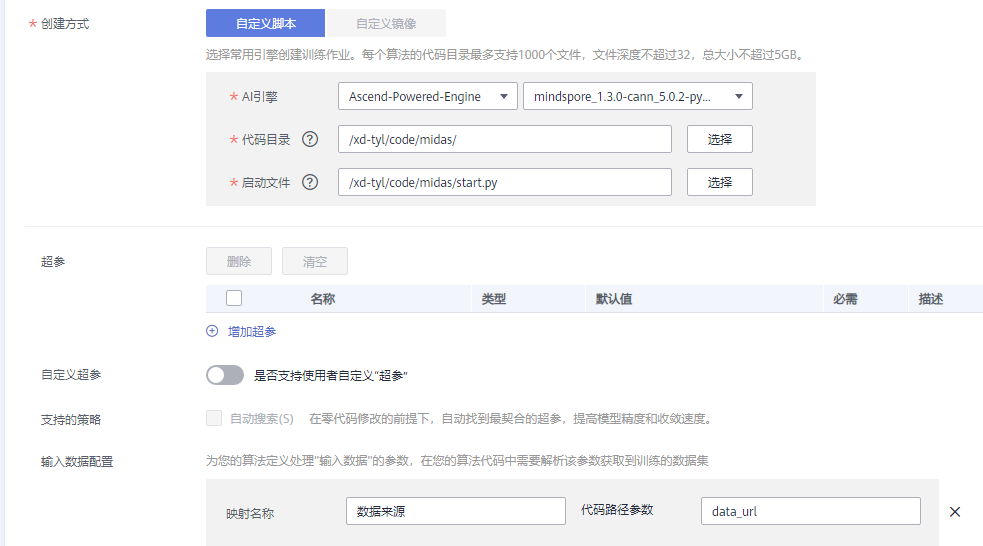 * 创建方式 自定义脚本 自定义镜像
选择常用引擎创建训练作业。每个算法的代码目录最多支持1000个文件，文件深度不超过32，总大小不超过5GB。
* AI引擎 Ascend-Powered-Engine mindspore_1.3.0-cann_5.0.2-py...
* 代码目录 ? /xd-tyl/code/midas/ 选择
* 启动文件 ? /xd-tyl/code/midas/start.py 选择
超参 删除 清空
名称 类型 默认值 必需 描述
增加超参
自定义超参 是否支持使用者自定义"超参"
支持的策略 自动搜索(S) 在零代码修改的前提下，自动找到最契合的超参，提高模型精度和收敛速度。
输入数据配置 为您的算法定义处理"输入数据"的参数，在您的算法代码中需要解析该参数获取到训练的数据集
映射名称 数据来源 代码路径参数 data_url